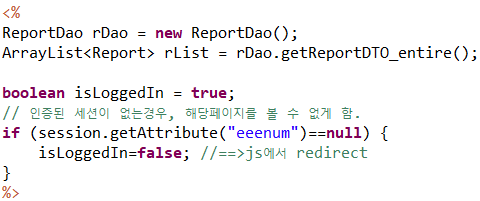 <%
ReportDao rDao = new ReportDao();
ArrayList<Report> rList = rDao.getReportDTO_entire();
boolean isLoggedIn = true;
// 인증된 세션이 없는경우, 해당페이지를 볼 수 없게 함.
if (session.getAttribute("eeenum")==null) {
    isLoggedIn=false; //==>js에서 redirect
}
%>